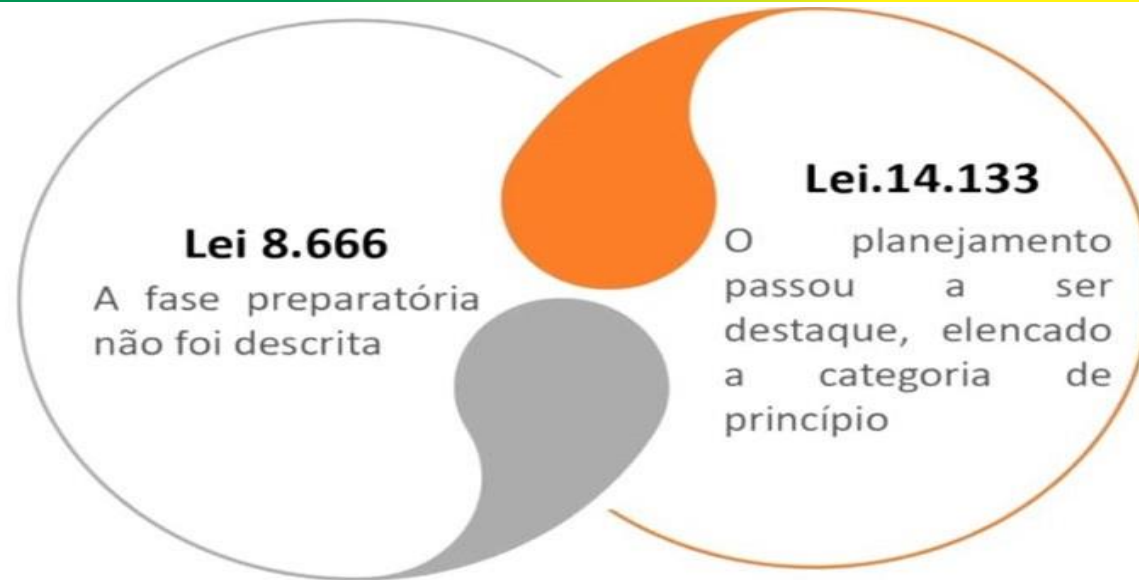 Lei 8.666
A fase preparatória
não foi descrita
Lei.14.133
O planejamento
passou a ser
destaque, elencado
a categoria de
princípio